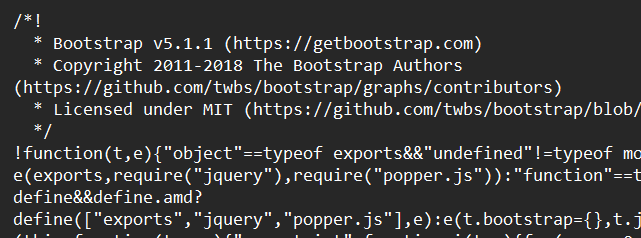 /*!
  * Bootstrap v5.1.1 (https://getbootstrap.com)
  * Copyright 2011-2018 The Bootstrap Authors
(https://github.com/twbs/bootstrap/graphs/contributors)
  * Licensed under MIT (https://github.com/twbs/bootstrap/blob/
  */
!function(t,e){"object"==typeof exports&&"undefined"!=typeof mo
e(exports,require("jquery"),require("popper.js")):"function"==t
define&&define.amd?
define(["exports","jquery","popper.js"],e):e(t.bootstrap={},t.j